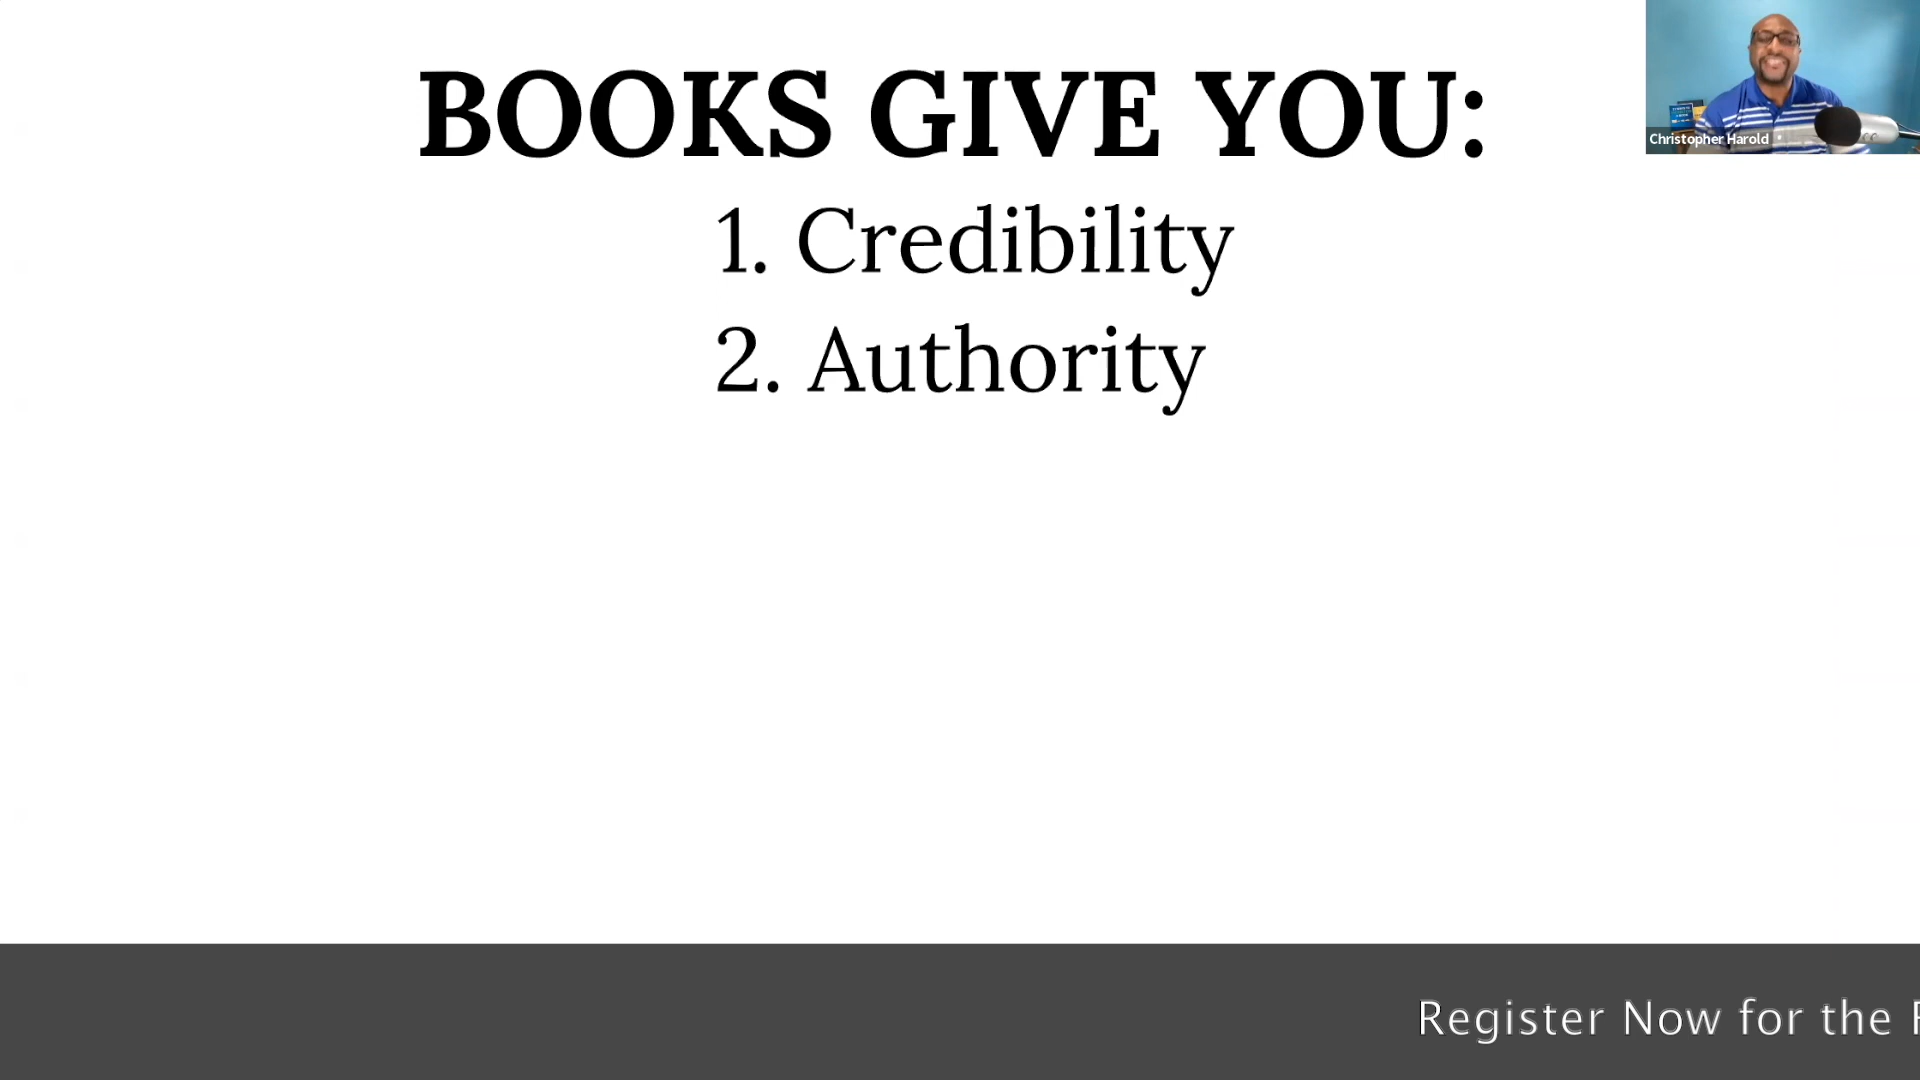 BOOKS GIVE YOU:
1. Credibility
2. Authority
Christopher Harold
Register Now for the